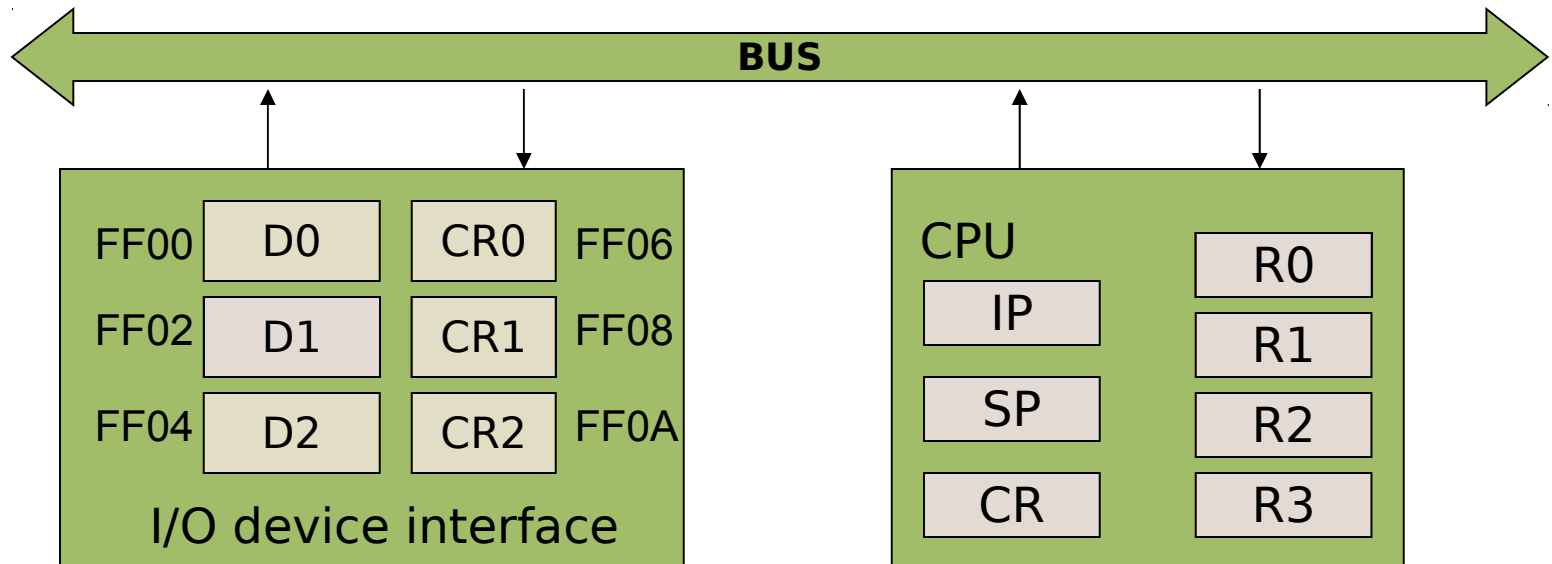 BUS
FF00 D0 CR0 FF06
FF02 D1 CR1 FF08
FF04 D2 CR2 FF0A
I/O device interface
CPU
IP
SP
CR
R0
R1
R2
R3